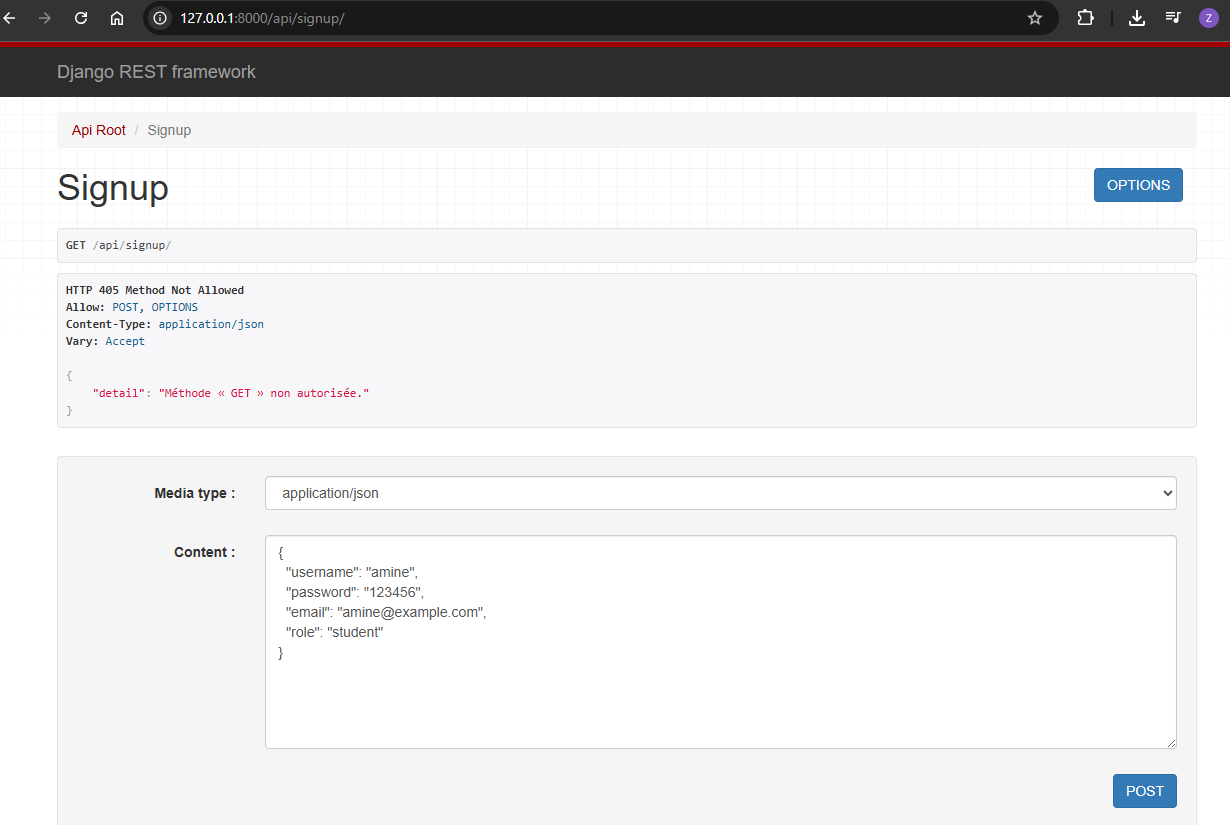 127.0.0.1:8000/api/signup/
Z
Django REST framework
Api Root / Signup
Signup
OPTIONS
GET /api/signup/
HTTP 405 Method Not Allowed
Allow: POST, OPTIONS
Content-Type: application/json
Vary: Accept
{
    "detail": "Méthode « GET » non autorisée."
}
Media type :
application/json
Content :
{
  "username": "amine",
  "password": "123456",
  "email": "amine@example.com",
  "role": "student"
}
POST